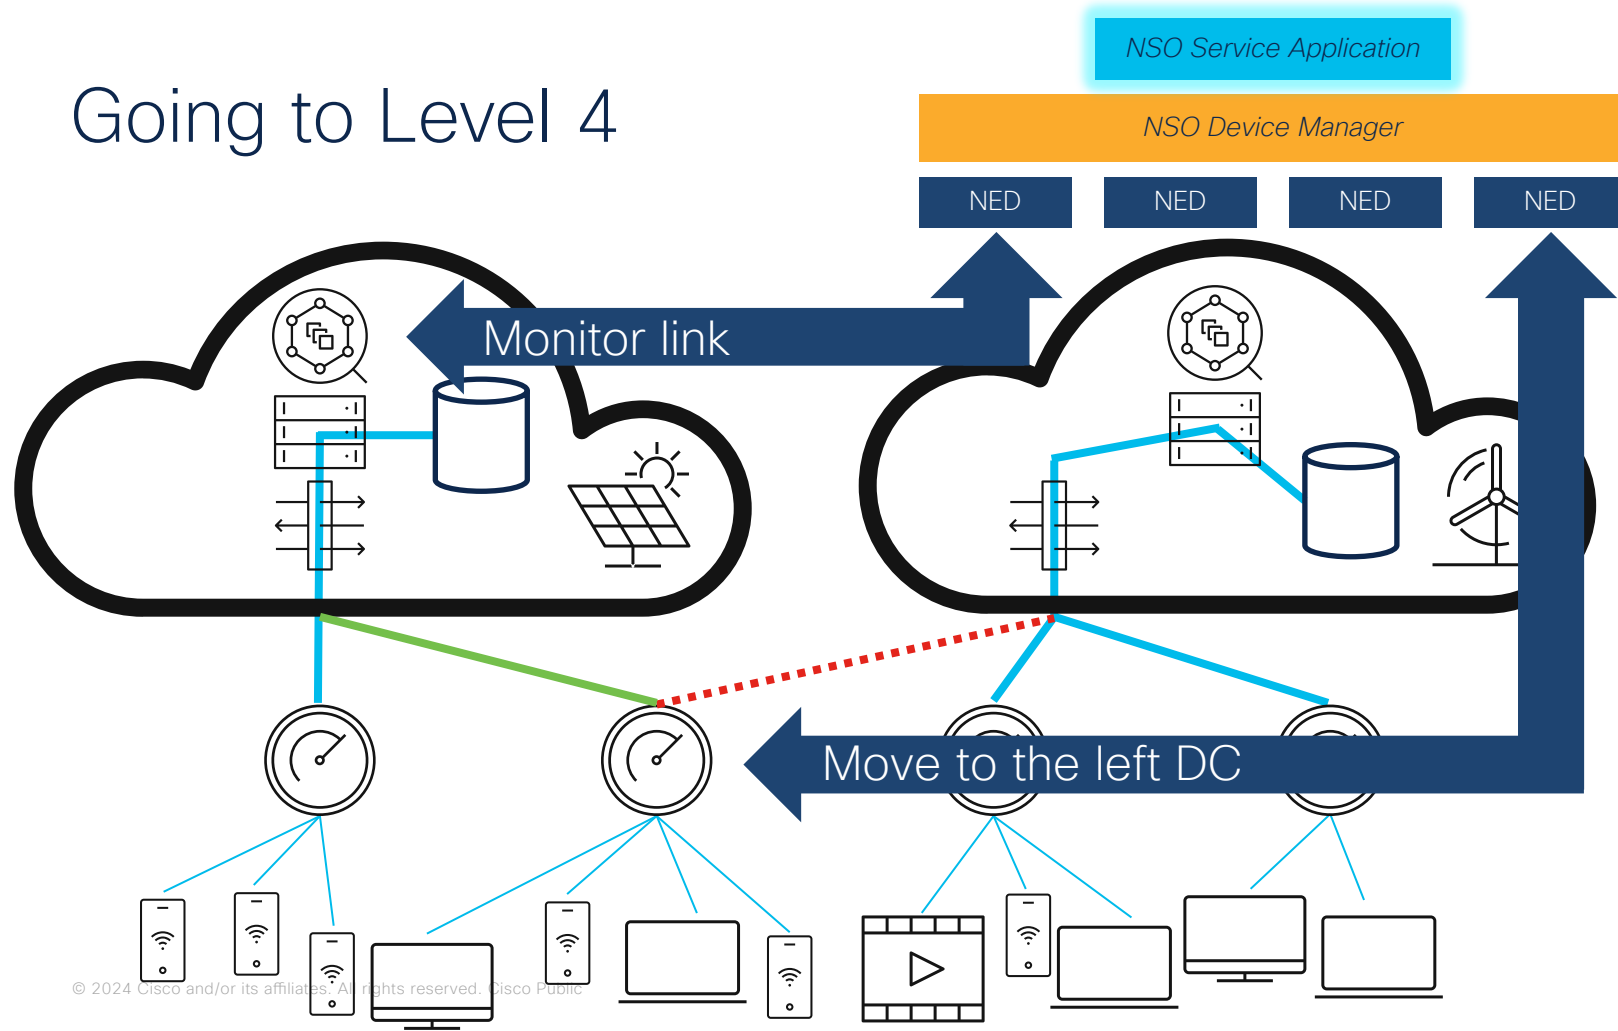 NSO Service Application
Going to Level 4
NSO Device Manager
NED NED NED NED
Monitor link
Move to the left DC
© 2024 Cisco and/or its affiliates. All rights reserved. Cisco Public